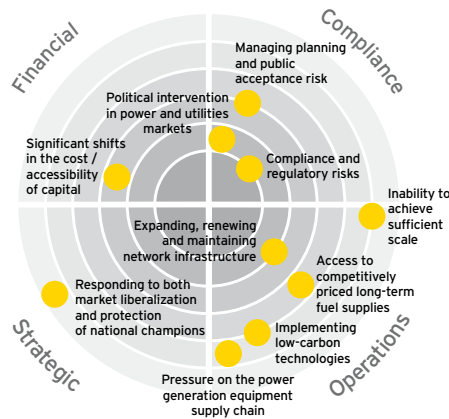 Financial
Compliance
Managing planning
and public
acceptance risk
Political intervention
in power and utilities
markets
Significant shifts
in the cost /
accessibility
of capital
Compliance and
regulatory risks
Inability to
achieve
sufficient
scale
Expanding, renewing
and maintaining
network infrastructure
Access to
competitively
priced long-term
fuel supplies
Responding to both
market liberalization
and protection
of national champions
Implementing
low-carbon
technologies
Strategic
Operations
Pressure on the power
generation equipment
supply chain